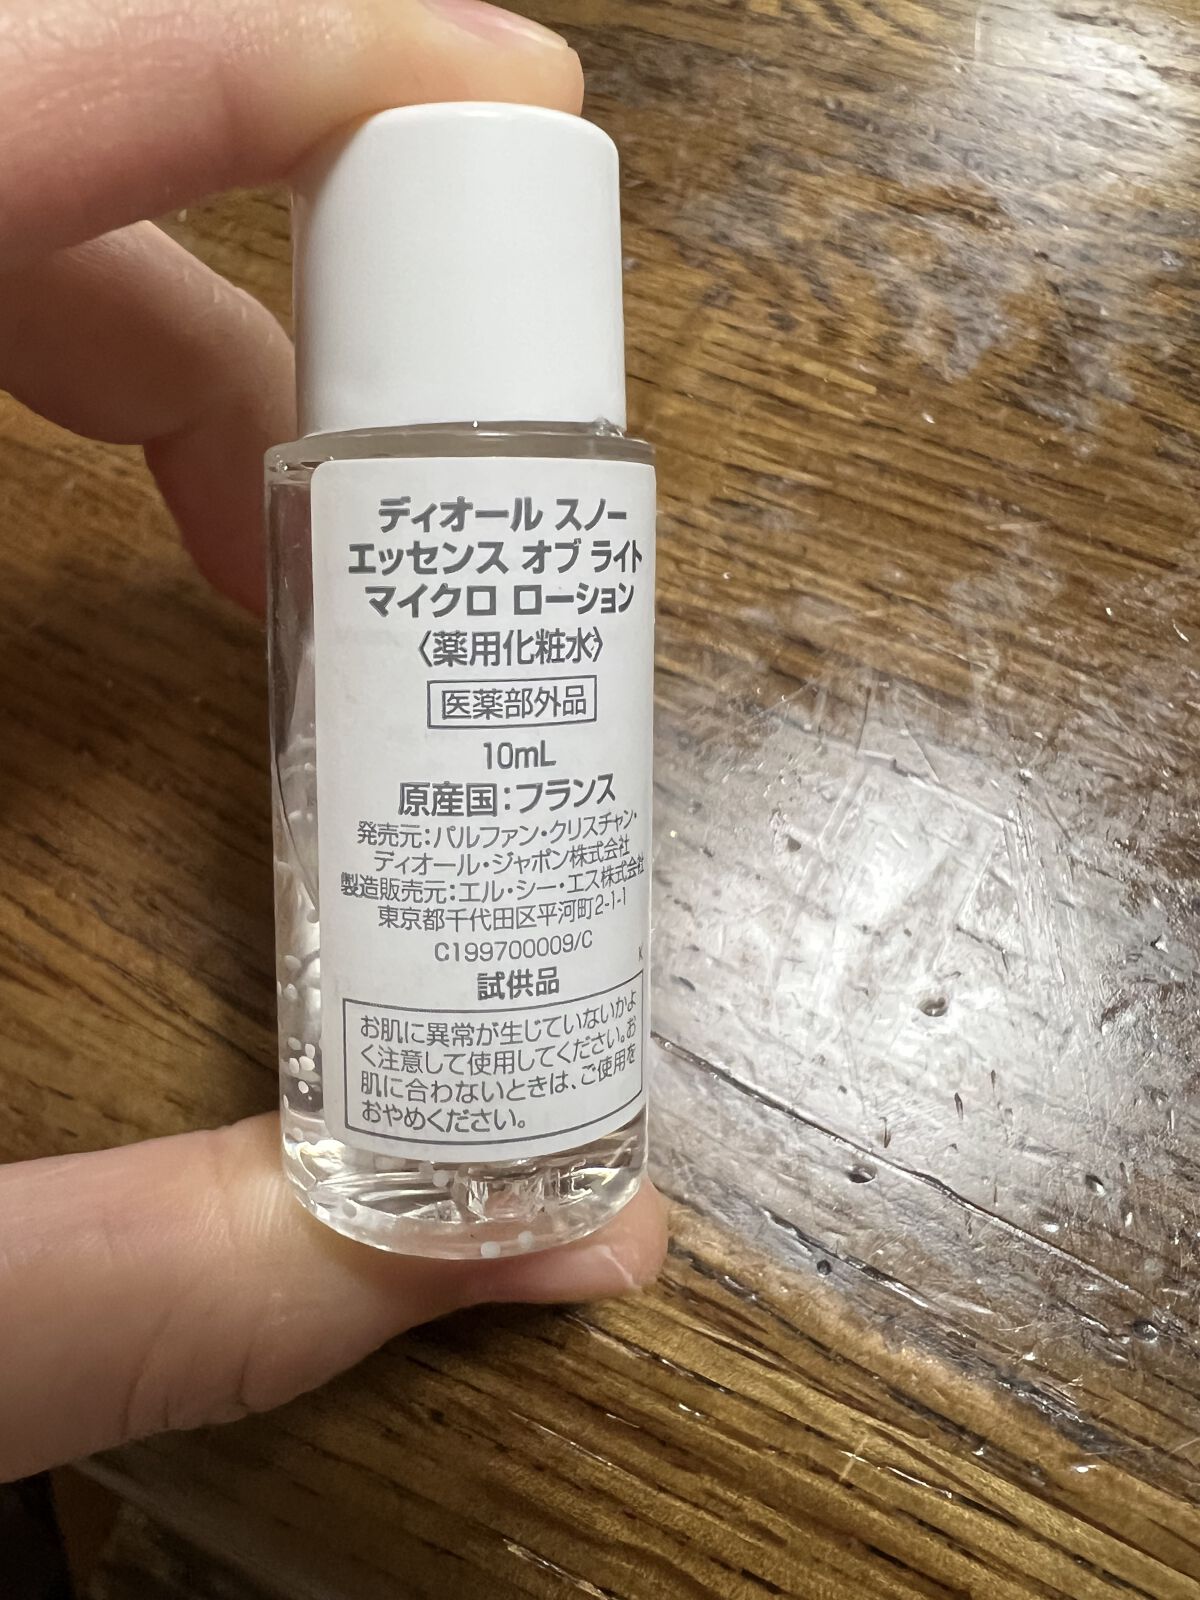 ディオール スノー
エッセンス オブ ライト
マイクロ ローション
〈薬用化粧水〉
医薬部外品
10mL
原産国:フランス
発売元:パルファン・クリスチャン・
ディオール・ジャポン株式会社
製造販売元:エル・シー・エス株式会社
東京都千代田区平河町2-1-1
C199700009/C
K
試供品
お肌に異常が生じていないかよ
く注意して使用してください。お
肌に合わないときは、ご使用を
おやめください。